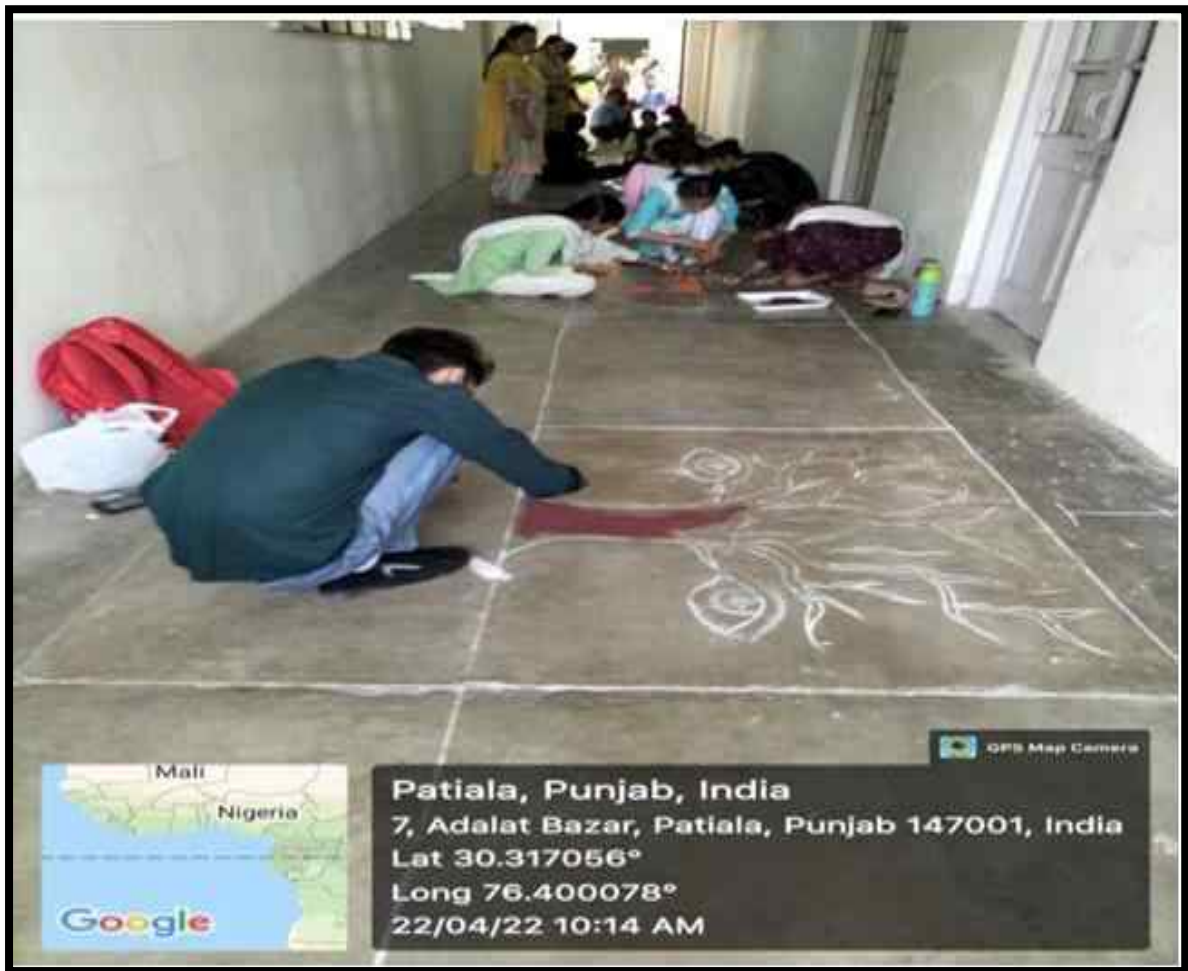 GPS Map Camera
Mali
Nigeria
Google
Patiala, Punjab, India
7, Adalat Bazar, Patiala, Punjab 147001, India
Lat 30.317056°
Long 76.400078°
22/04/22 10:14 AM